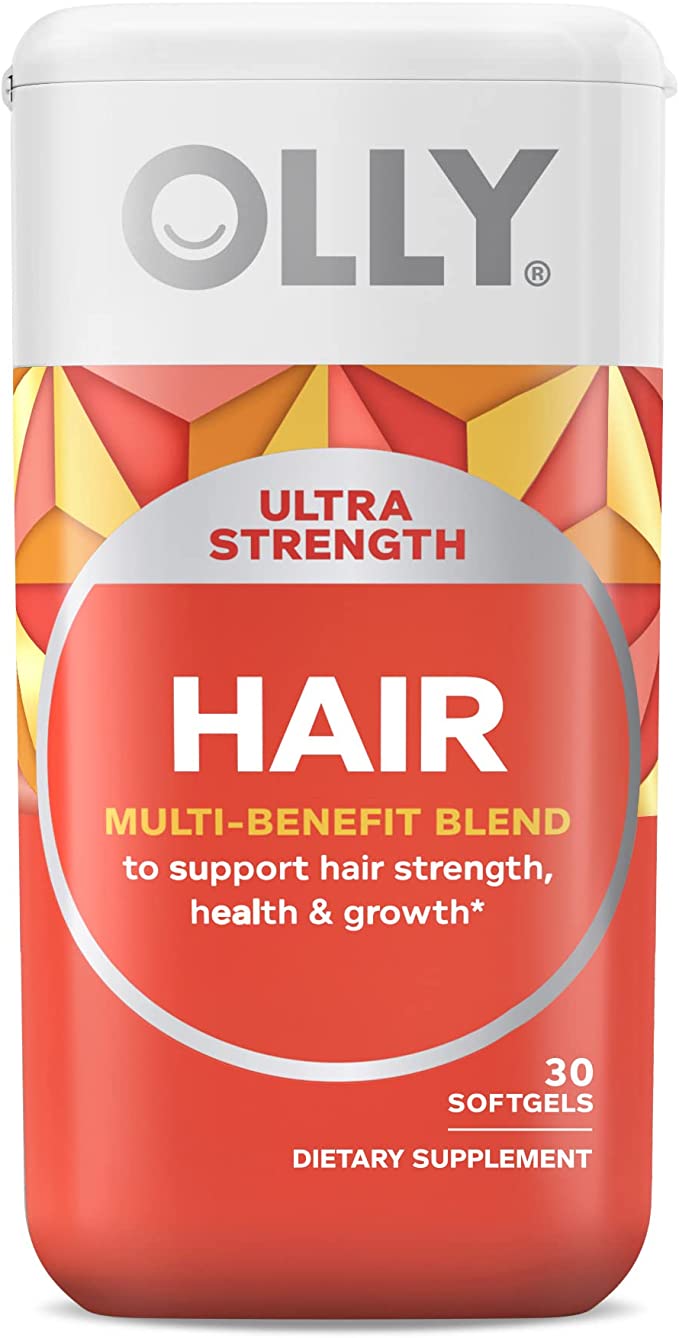 OLLY®
ULTRA
STRENGTH
HAIR
MULTI-BENEFIT BLEND
to support hair strength,
health & growth*
30
SOFTGELS
DIETARY SUPPLEMENT